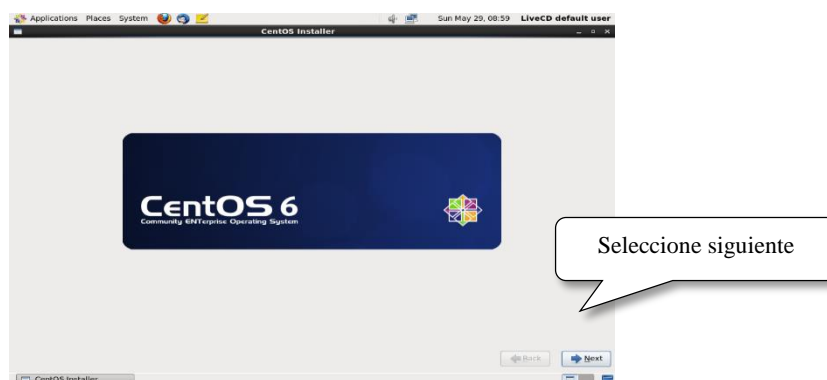 Applications Places System Sun May 29, 08:59 LiveCD default user
CentOS Installer
CentOS 6
Community ENTerprise Operating System
Seleccione siguiente
Back Next
CentOS Installer